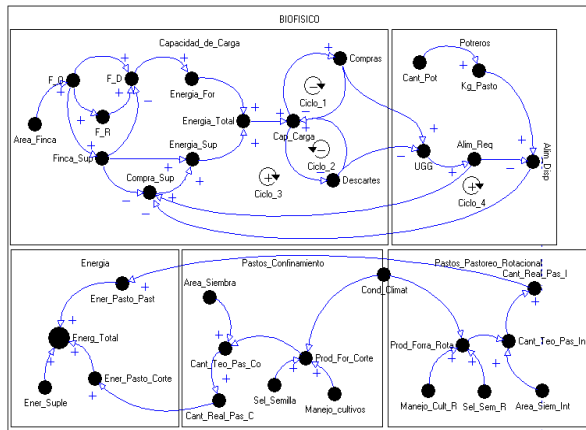 BIOFISICO
Capacidad_de_Carga
Compras
Potreros
F_O
F_D
Cant_Pot
Kg_Pasto
Energia_For
Ciclo_1
F_R
Area_Finca
Energia_Total
Cap_Carga
Energia_Sup
Alim_Req
Finca_Sup
Ciclo_2
UGG
Alim_Disp
Compra_Sup
Ciclo_3
Descartes
Ciclo_4
Energia
Pastos_Confinamiento
Pastos_Pastoreo_Rotacional
Cant_Real_Pas_I
Area_Siembra
Cond_Climat
Ener_Pasto_Past
Energ_Total
Cant_Teo_Pas_Co
Prod_For_Corte
Prod_Forra_Rota
Cant_Teo_Pas_In
Ener_Pasto_Corte
Ener_Suple
Sel_Semilla
Cant_Real_Pas_C
Manejo_cultivos
Manejo_Cult_R
Sel_Sem_R
Area_Siem_Int